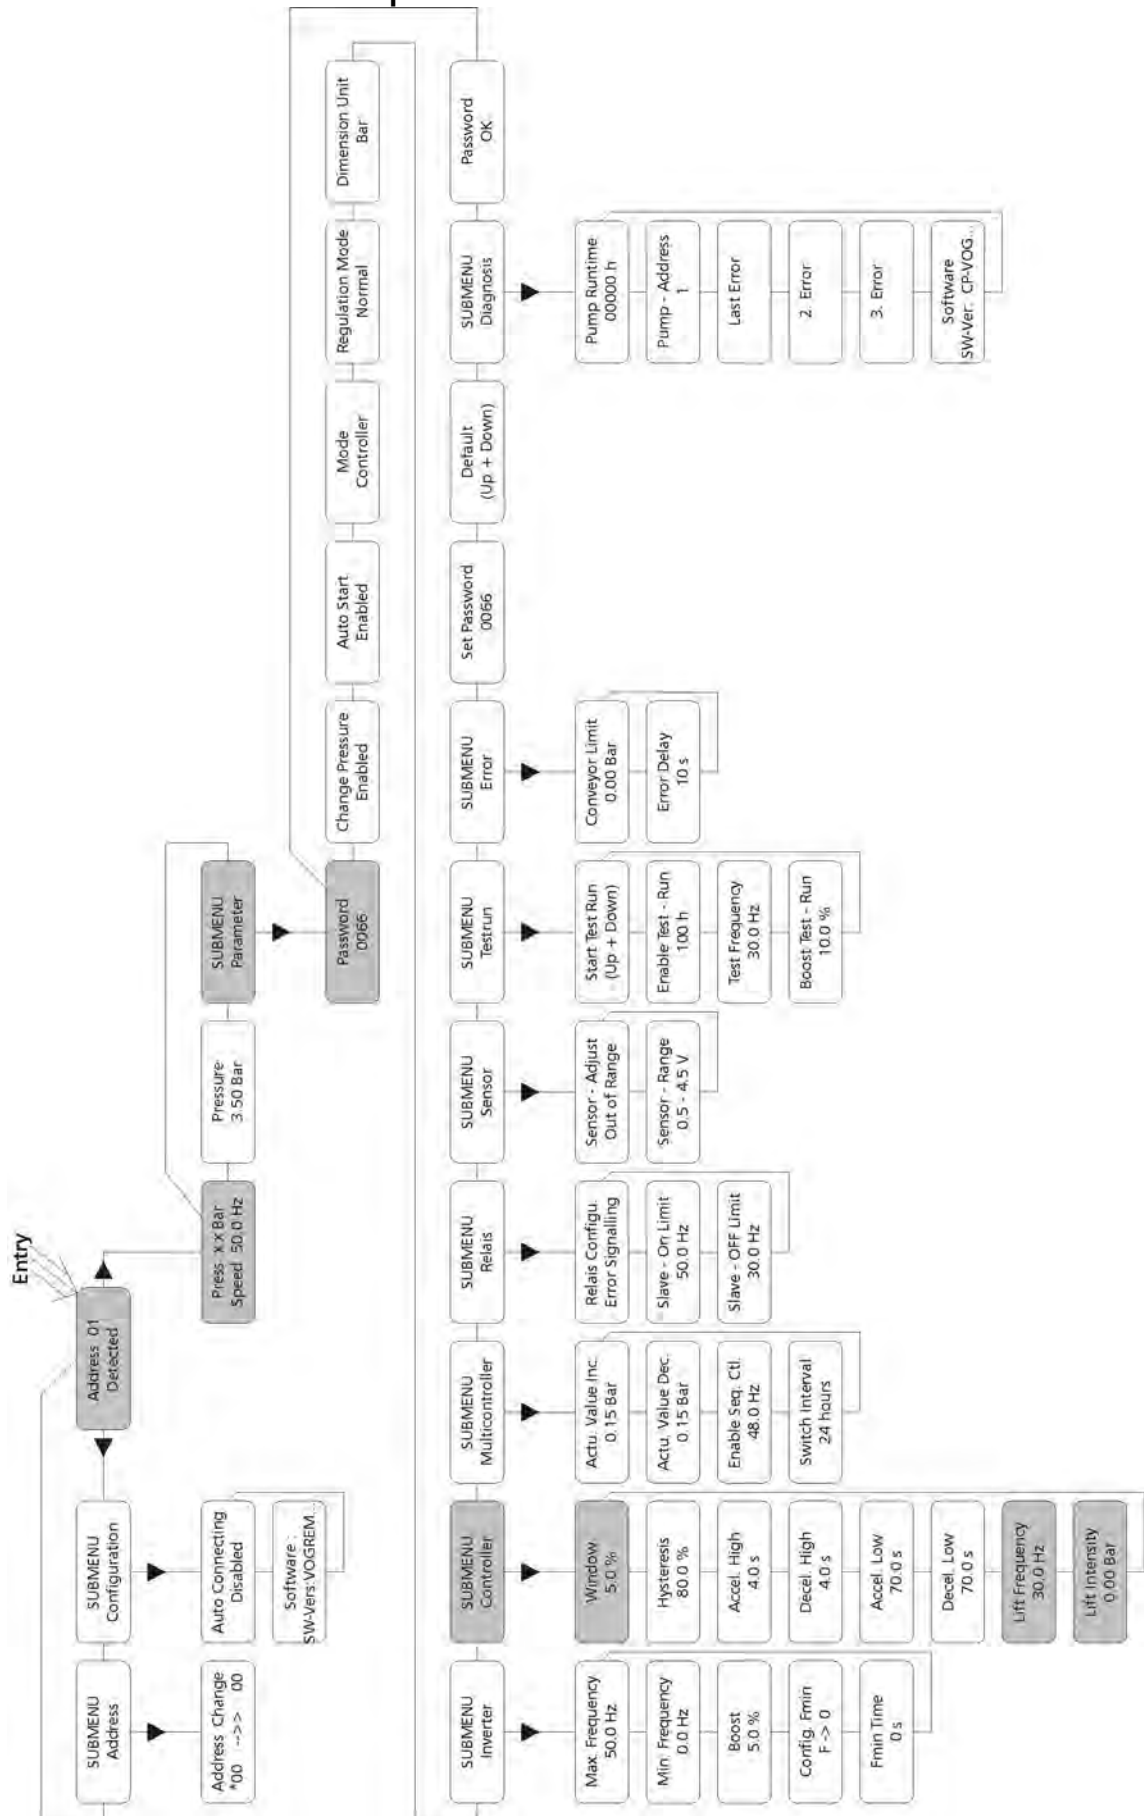 Entry
SUBMENU
Address
SUBMENU
Configuration
Address 01
Detected
Address Change
*00 -->> 00
Auto Connecting
Disabled
Software :
SW-Vers:VOGREM...
Press x.x Bar
Speed 50.0 Hz
Pressure
3.50 Bar
SUBMENU
Parameter
Password
0066
Change Pressure
Enabled
Auto Start
Enabled
Mode
Controller
Regulation Mode
Normal
Dimension Unit
Bar
SUBMENU
Inverter
SUBMENU
Controller
SUBMENU
Multicontroller
SUBMENU
Relais
SUBMENU
Sensor
SUBMENU
Testrun
SUBMENU
Error
Set Password
0066
Default
(Up + Down)
SUBMENU
Diagnosis
Password
OK
Max. Frequency
50.0 Hz
Min. Frequency
0.0 Hz
Boost
5.0 %
Config. Fmin
F -> 0
Fmin Time
0 s
Window
5.0 %
Hysteresis
80.0 %
Accel. High
4.0 s
Decel. High
4.0 s
Accel. Low
70.0 s
Decel. Low
70.0 s
Lift Frequency
30.0 Hz
Lift Intensity
0.00 Bar
Actu. Value Inc.
0.15 Bar
Actu. Value Dec.
0.15 Bar
Enable Seq. Ctl.
48.0 Hz
Switch Interval
24 hours
Relais Configu.
Error Signalling
Slave - On Limit
50.0 Hz
Slave - OFF Limit
30.0 Hz
Sensor - Adjust
Out of Range
Sensor - Range
0.5 - 4.5 V
Start Test Run
(Up + Down)
Enable Test - Run
100 h
Test Frequency
30.0 Hz
Boost Test - Run
10.0 %
Conveyor Limit
0.00 Bar
Error Delay
10 s
Pump Runtime
00000 h
Pump - Address
1
Last Error
2. Error
3. Error
Software
SW-Ver. CP-VOG...